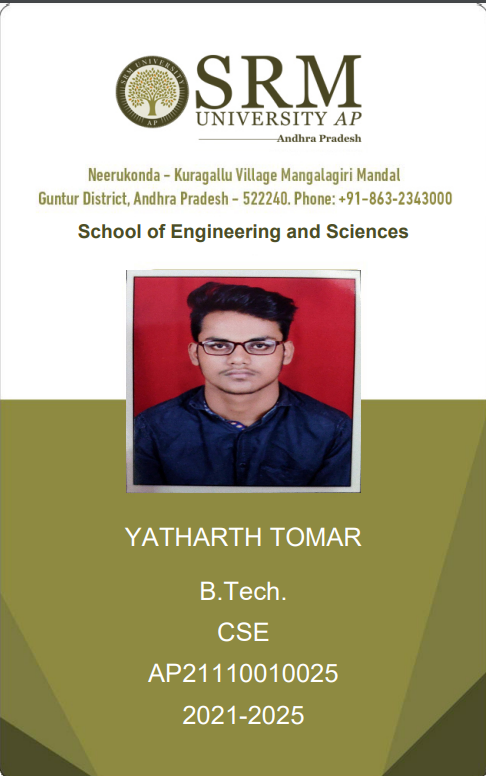 SRM UNIVERSITY
AP
SRM
UNIVERSITY AP
Andhra Pradesh
Neerukonda - Kuragallu Village Mangalagiri Mandal
Guntur District, Andhra Pradesh - 522240. Phone: +91-863-2343000
School of Engineering and Sciences
YATHARTH TOMAR
B.Tech.
CSE
AP21110010025
2021-2025